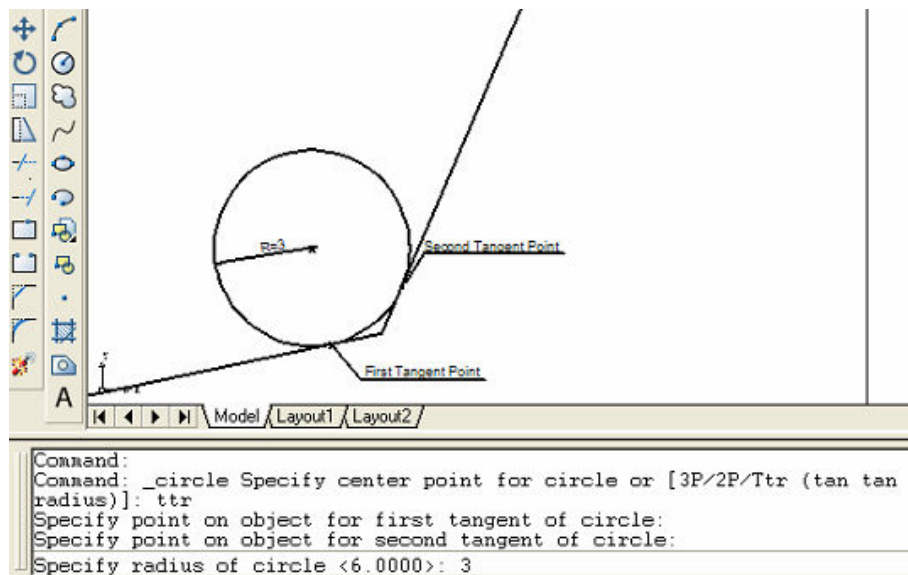 R=3
Second Tangent Point
First Tangent Point
A
Model
Layout1
Layout2
Command:
Command: _circle Specify center point for circle or [3P/2P/Ttr (tan tan
radius)]: ttr
Specify point on object for first tangent of circle:
Specify point on object for second tangent of circle:
Specify radius of circle <6.0000>: 3